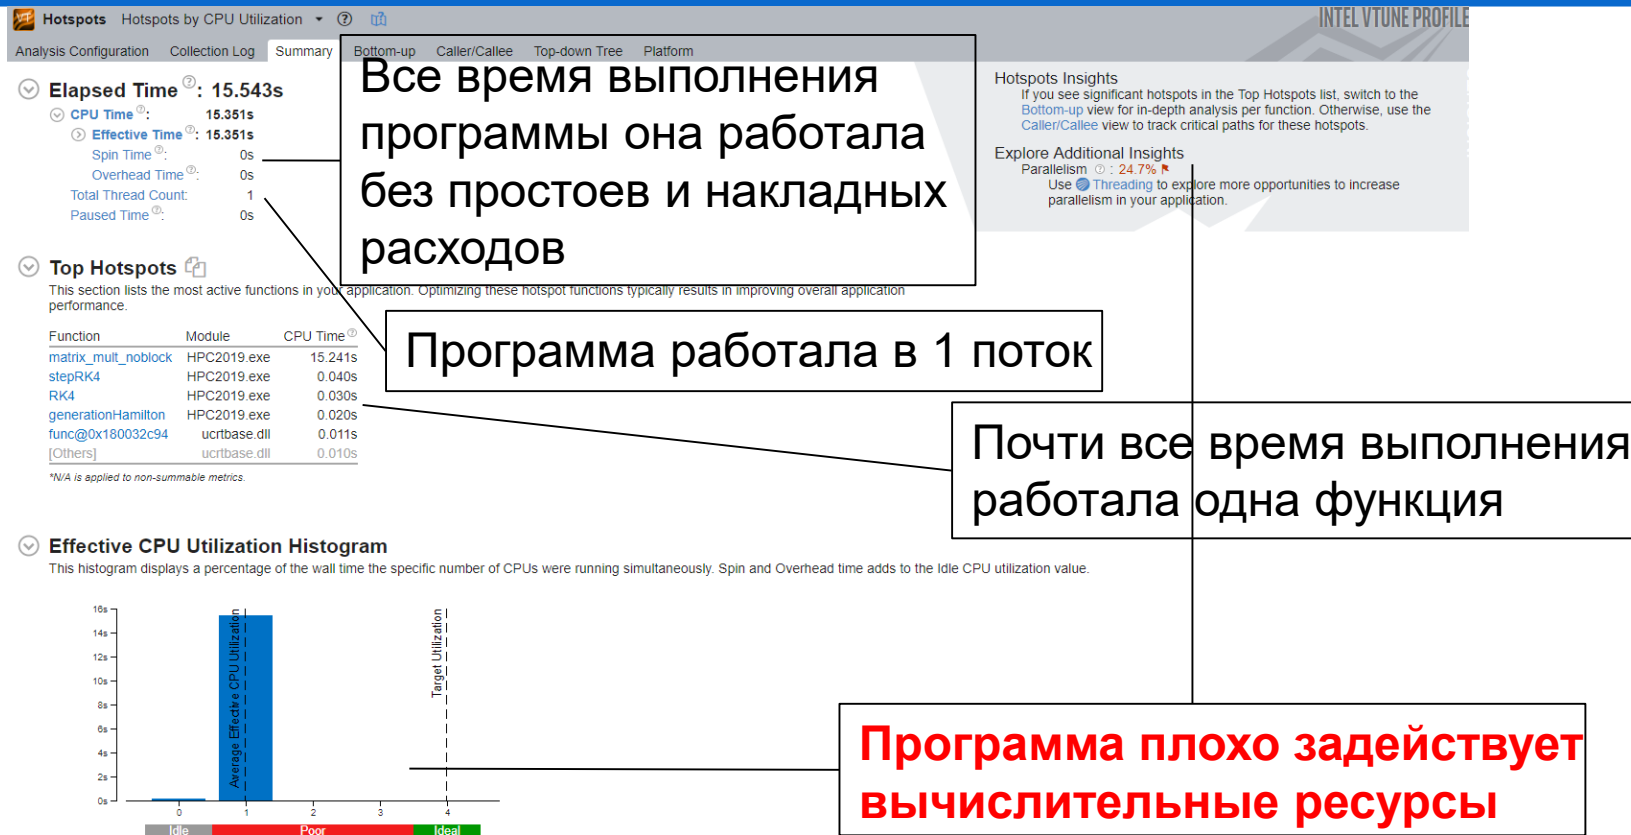 Hotspots Hotspots by CPU Utilization
INTEL VTUNE PROFILE
Analysis Configuration Collection Log Summary Bottom-up Caller/Callee Top-down Tree Platform
Elapsed Time: 15.543s
CPU Time: 15.351s
Effective Time: 15.351s
Spin Time: 0s
Overhead Time: 0s
Total Thread Count: 1
Paused Time: 0s
Все время выполнения
программы она работала
без простоев и накладных
расходов
Hotspots Insights
If you see significant hotspots in the Top Hotspots list, switch to the
Bottom-up view for in-depth analysis per function. Otherwise, use the
Caller/Callee view to track critical paths for these hotspots.
Explore Additional Insights
Parallelism : 24.7%
Use Threading to explore more opportunities to increase
parallelism in your application.
Top Hotspots
This section lists the most active functions in your application. Optimizing these hotspot functions typically results in improving overall application
performance.
Function Module CPU Time
matrix_mult_noblock HPC2019.exe 15.241s
stepRK4 HPC2019.exe 0.040s
RK4 HPC2019.exe 0.030s
generationHamilton HPC2019.exe 0.020s
func@0x180032c94 ucrtbase.dll 0.011s
[Others] ucrtbase.dll 0.010s
*N/A is applied to non-summable metrics.
Программа работала в 1 поток
Почти все время выполнения
работала одна функция
Effective CPU Utilization Histogram
This histogram displays a percentage of the wall time the specific number of CPUs were running simultaneously. Spin and Overhead time adds to the Idle CPU utilization value.
16s
14s
12s
10s
8s
6s
4s
2s
0s
Average Effective CPU Utilization
Target Utilization
0 1 2 3 4
Idle Poor Ideal
Программа плохо задействует
вычислительные ресурсы